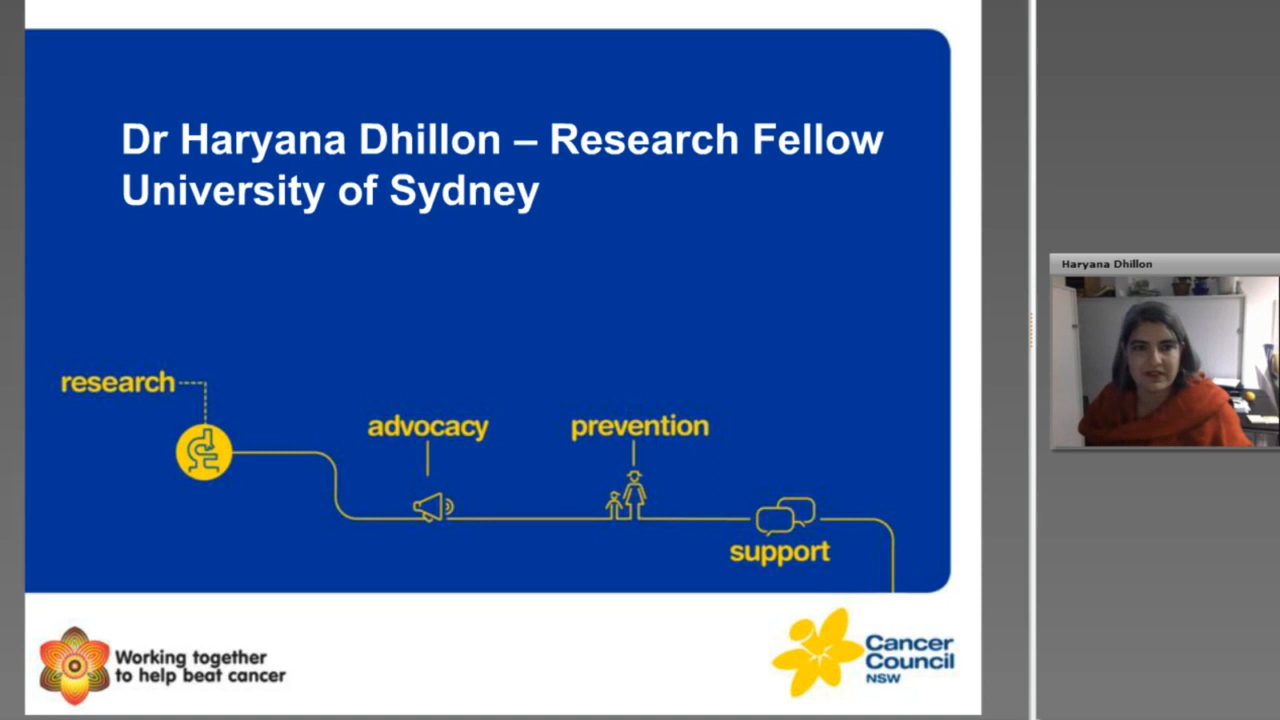 Dr Haryana Dhillon – Research Fellow
University of Sydney
Haryana Dhillon
research
advocacy
prevention
support
Working together
to help beat cancer
Cancer
Council
NSW